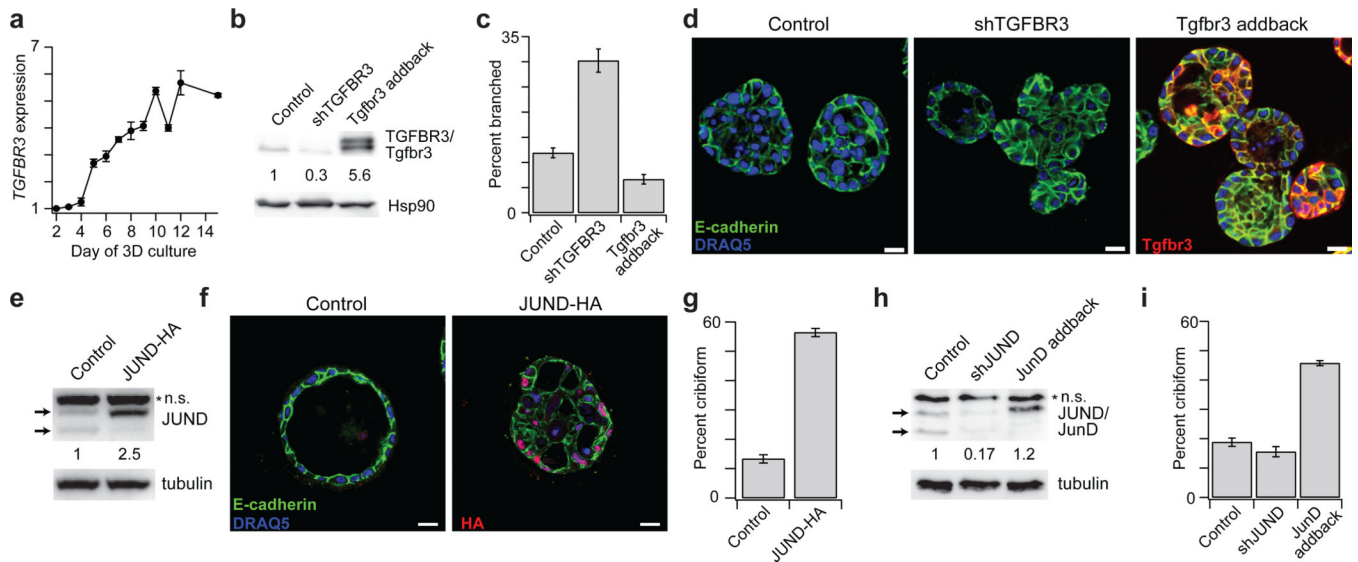 a
7
TGFBR3 expression
1
2 4 6 8 10 12 14
Day of 3D culture
b
Control
shTGFBR3
Tgfbr3 addback
TGFBR3/
Tgfbr3
1 0.3 5.6
Hsp90
c
35
Percent branched
0
Control
shTGFBR3
Tgfbr3
addback
d
Control
shTGFBR3
Tgfbr3 addback
E-cadherin
DRAQ5
Tgfbr3
e
Control
JUND-HA
* n.s.
JUND
1 2.5
tubulin
f
Control
JUND-HA
E-cadherin
DRAQ5
HA
g
60
Percent cribiform
0
Control
JUND-HA
h
Control
shJUND
JunD addback
* n.s.
JUND/
JunD
1 0.17 1.2
tubulin
i
60
Percent cribiform
0
Control
shJUND
JunD
addback